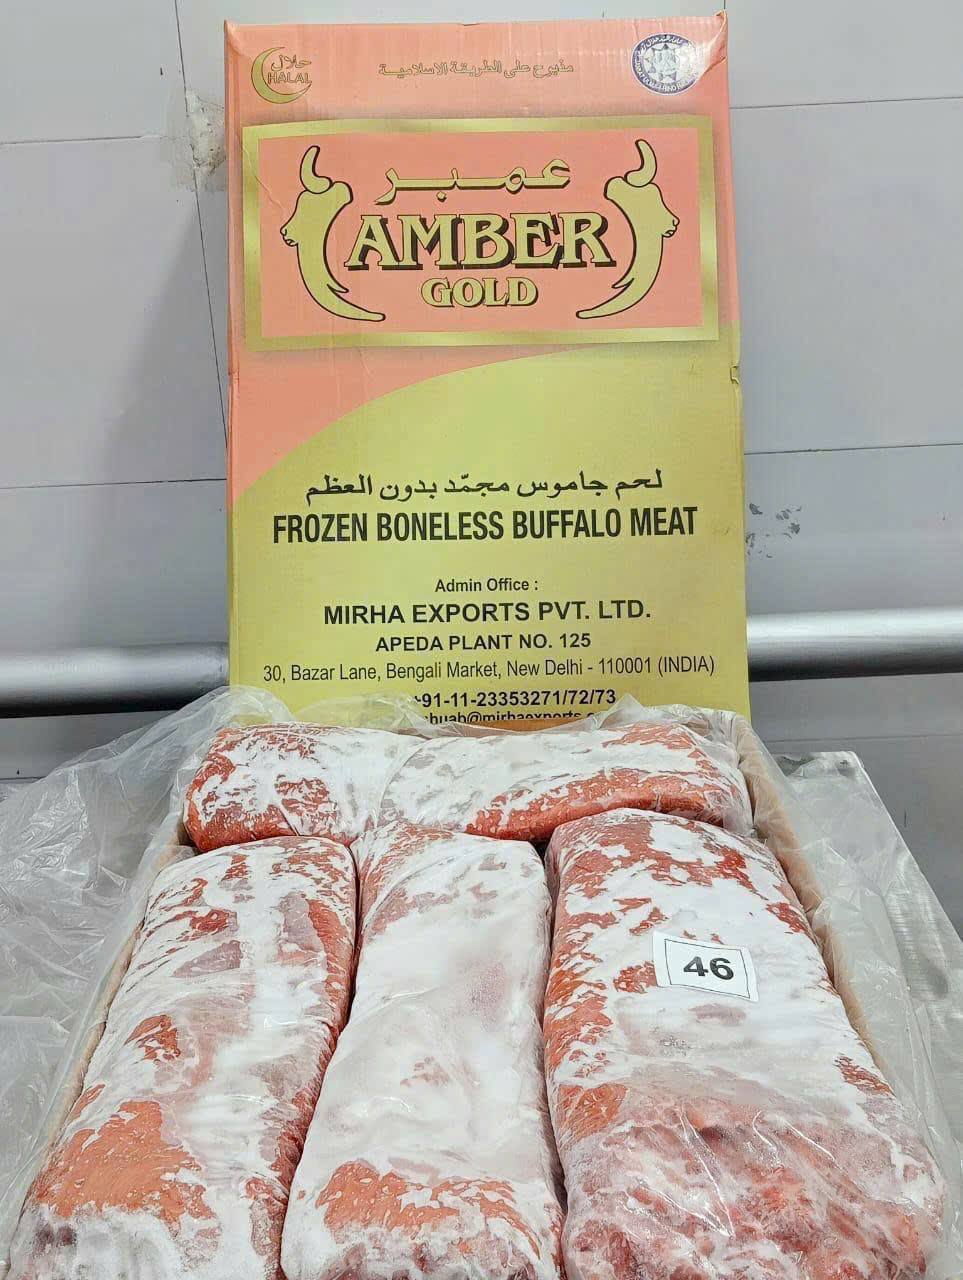 حلال
HALAL
مذبوح على الطريقة الاسلامية
عمبر
AMBER
GOLD
لحم جاموس مجمّد بدون العظم
FROZEN BONELESS BUFFALO MEAT
Admin Office :
MIRHA EXPORTS PVT. LTD.
APEDA PLANT NO. 125
30, Bazar Lane, Bengali Market, New Delhi - 110001 (INDIA)
+91-11-23353271/72/73
huab@mirhaexports.
46